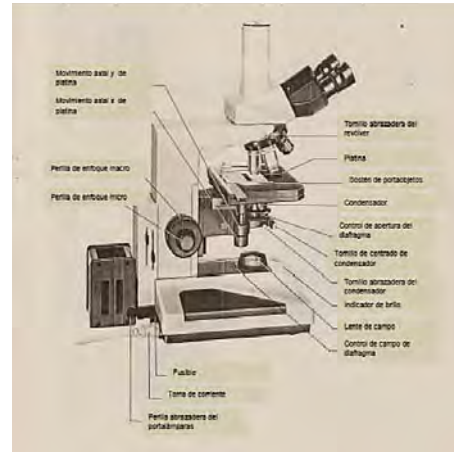 Movimiento axial y de
platina
Movimiento axial x de
platina
Perilla de enfoque macro
Perilla de enfoque micro
Tornillo abrazadera del
revolver
Platina
Sostén de portaobjetos
Condensador
Control de apertura del
diafragma
Tornillo de centrado de
condensador
Tornillo abrazadera del
condensador
Indicador de brillo
Lente de campo
Control de campo de
diafragma
Fusible
Toma de corriente
Perilla abrazadera del
portalámparas